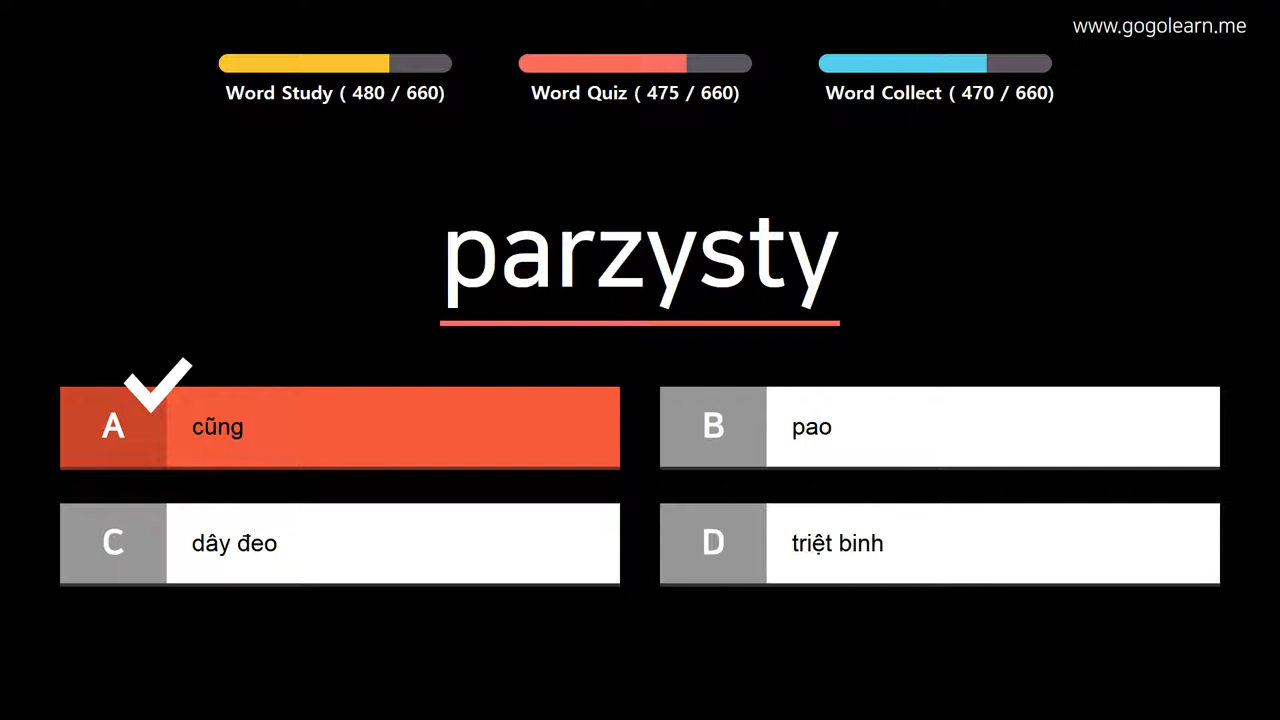 www.gogolearn.me
Word Study ( 480 / 660)
Word Quiz ( 475 / 660)
Word Collect ( 470 / 660)
parzysty
A cũng
B pao
C dây đeo
D triệt binh